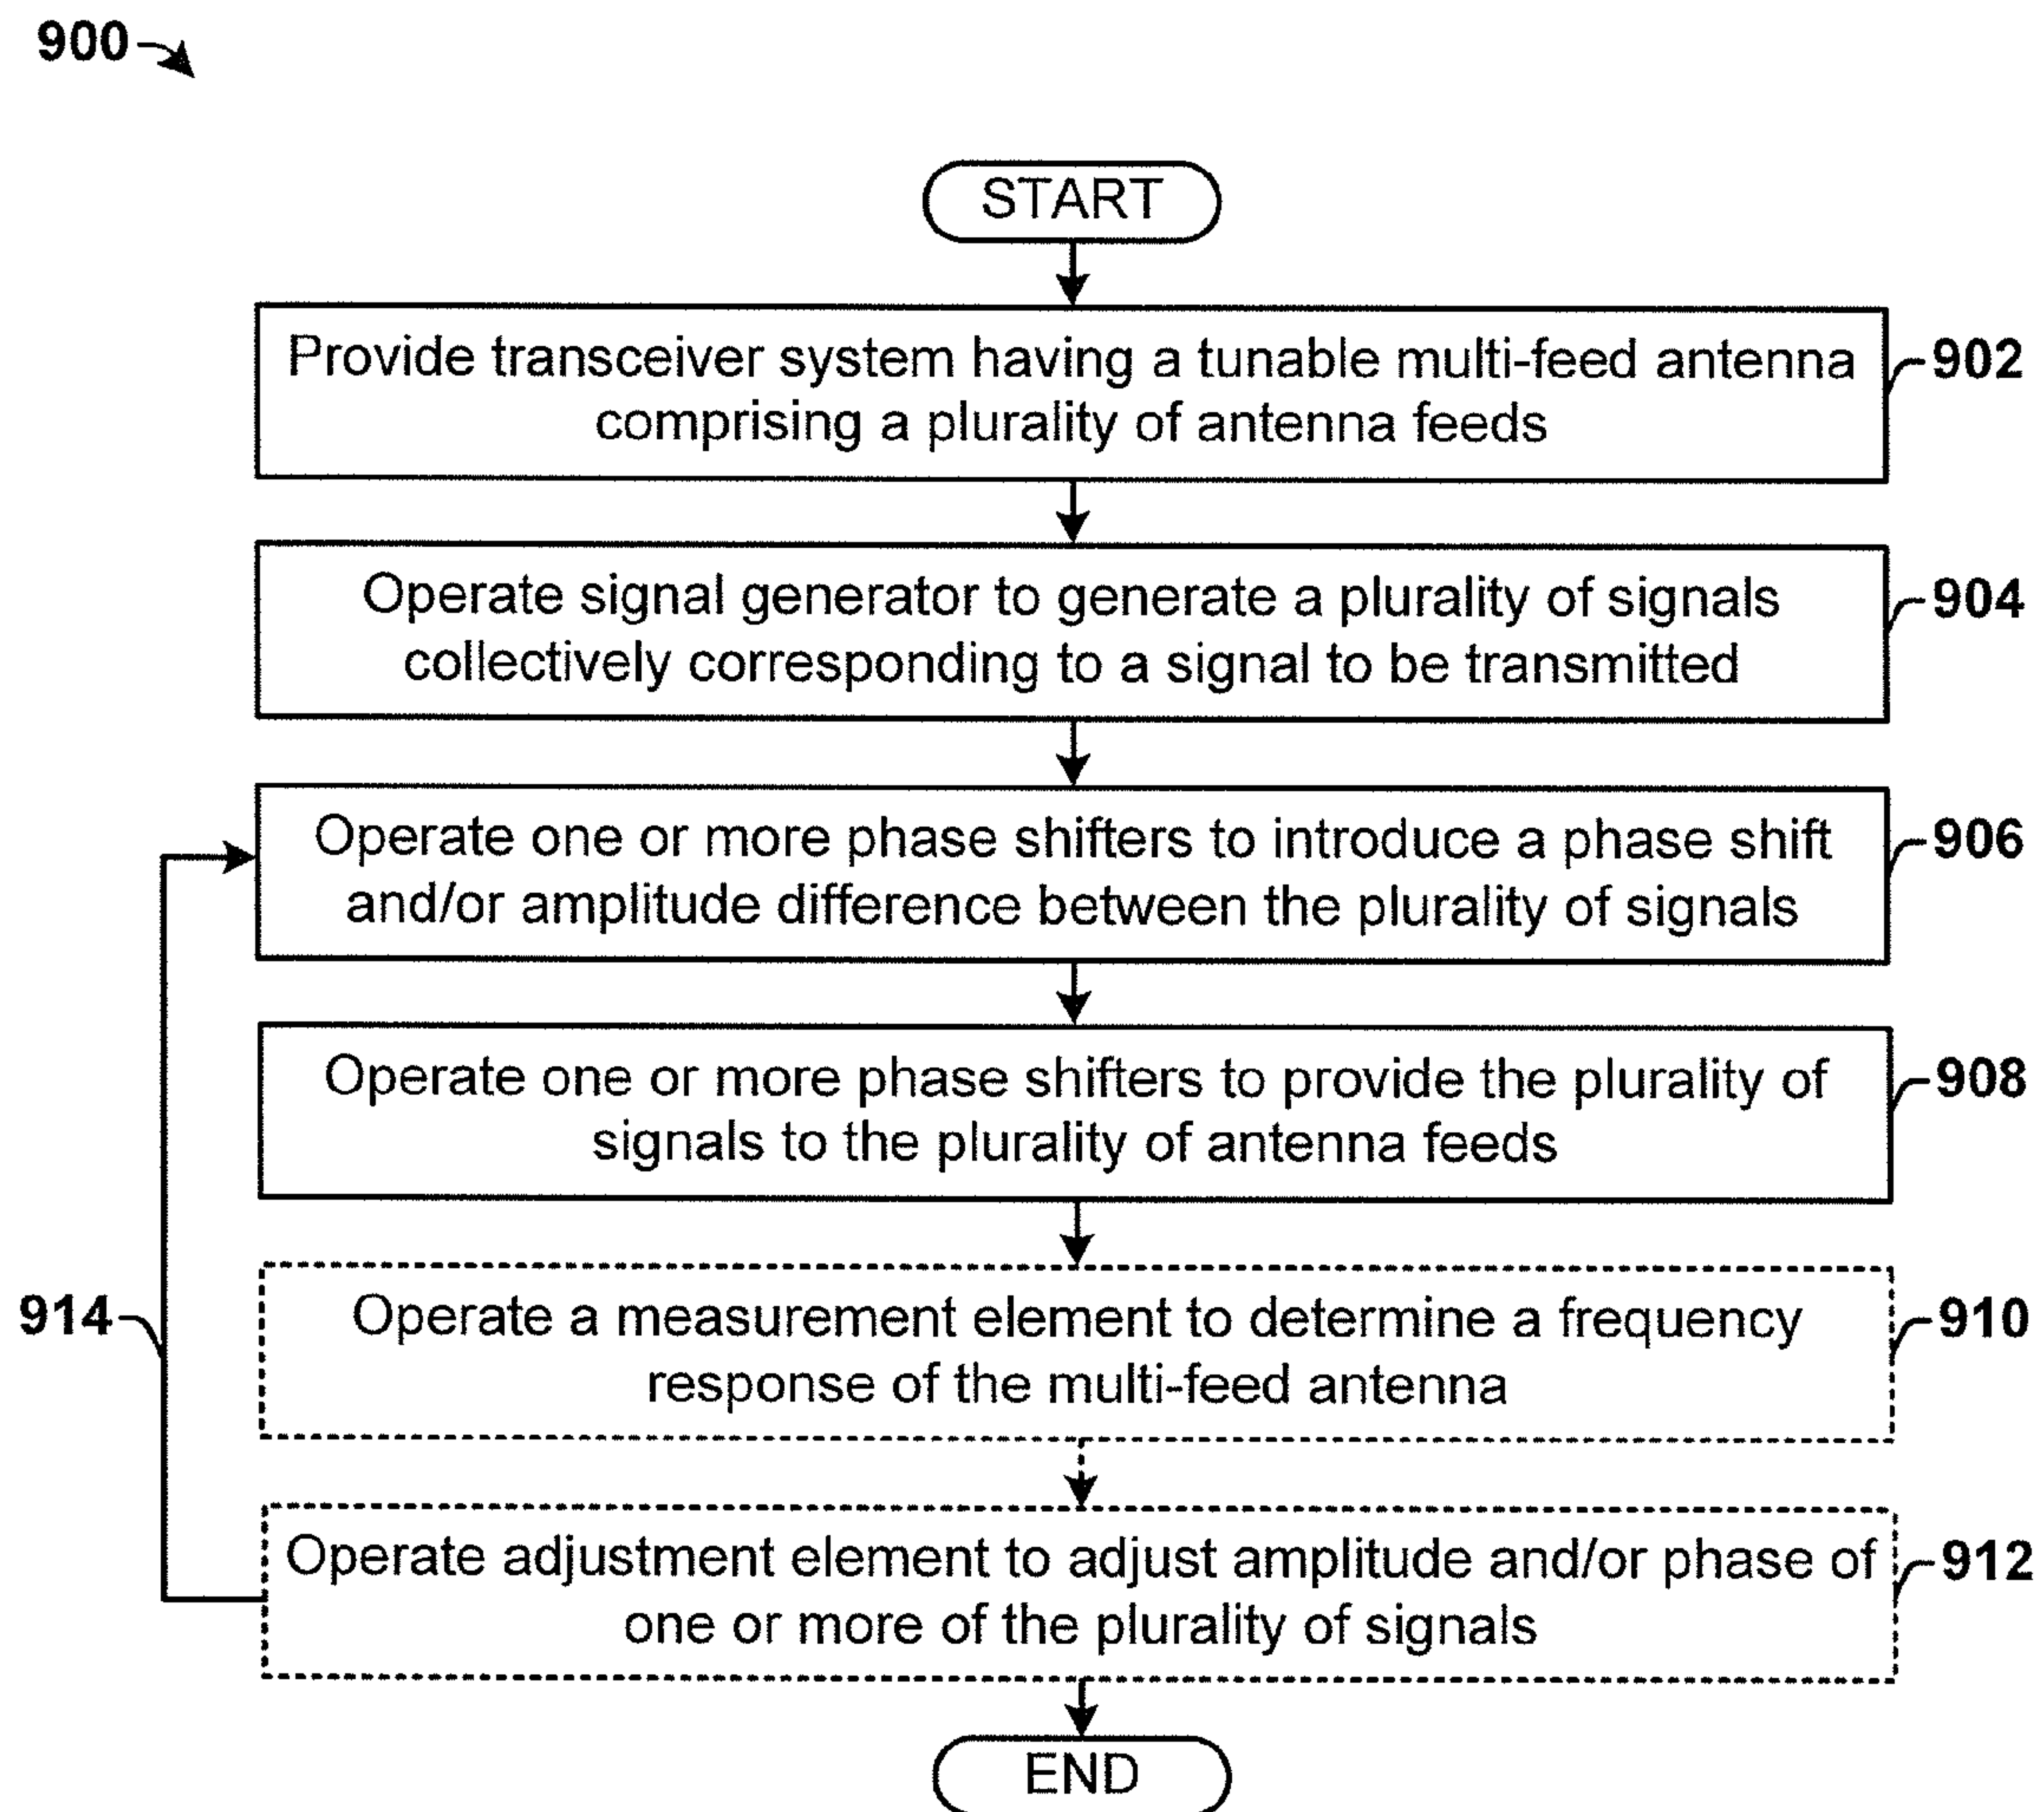 900
START
Provide transceiver system having a tunable multi-feed antenna
comprising a plurality of antenna feeds
902
Operate signal generator to generate a plurality of signals
collectively corresponding to a signal to be transmitted
904
Operate one or more phase shifters to introduce a phase shift
and/or amplitude difference between the plurality of signals
906
Operate one or more phase shifters to provide the plurality of
signals to the plurality of antenna feeds
908
Operate a measurement element to determine a frequency
response of the multi-feed antenna
910
914
Operate adjustment element to adjust amplitude and/or phase of
one or more of the plurality of signals
912
END